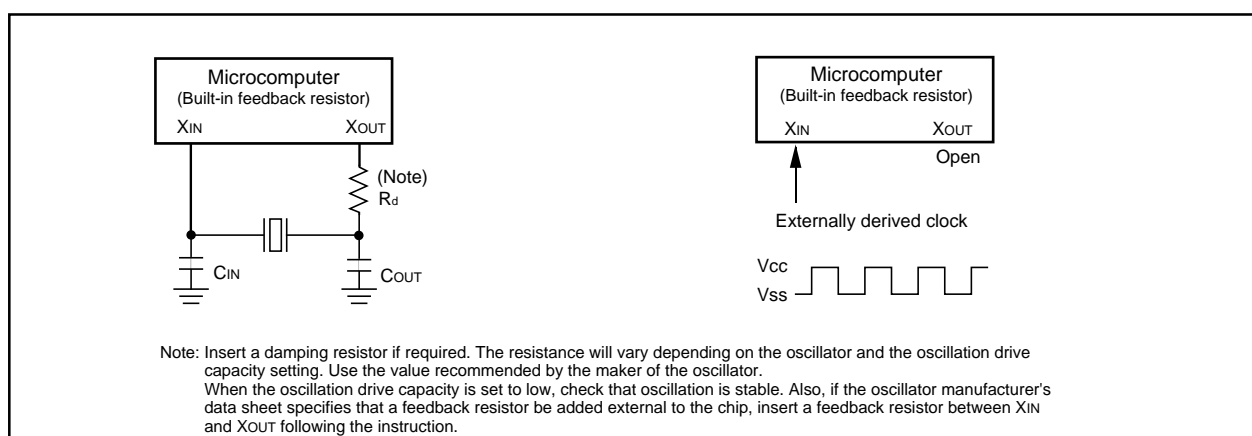 Microcomputer
(Built-in feedback resistor)
XIN
XOUT
(Note)
Rd
CIN
COUT
Microcomputer
(Built-in feedback resistor)
XIN
XOUT
Open
Externally derived clock
Vcc
Vss
Note: Insert a damping resistor if required. The resistance will vary depending on the oscillator and the oscillation drive
capacity setting. Use the value recommended by the maker of the oscillator.
When the oscillation drive capacity is set to low, check that oscillation is stable. Also, if the oscillator manufacturer's
data sheet specifies that a feedback resistor be added external to the chip, insert a feedback resistor between XIN
and XOUT following the instruction.